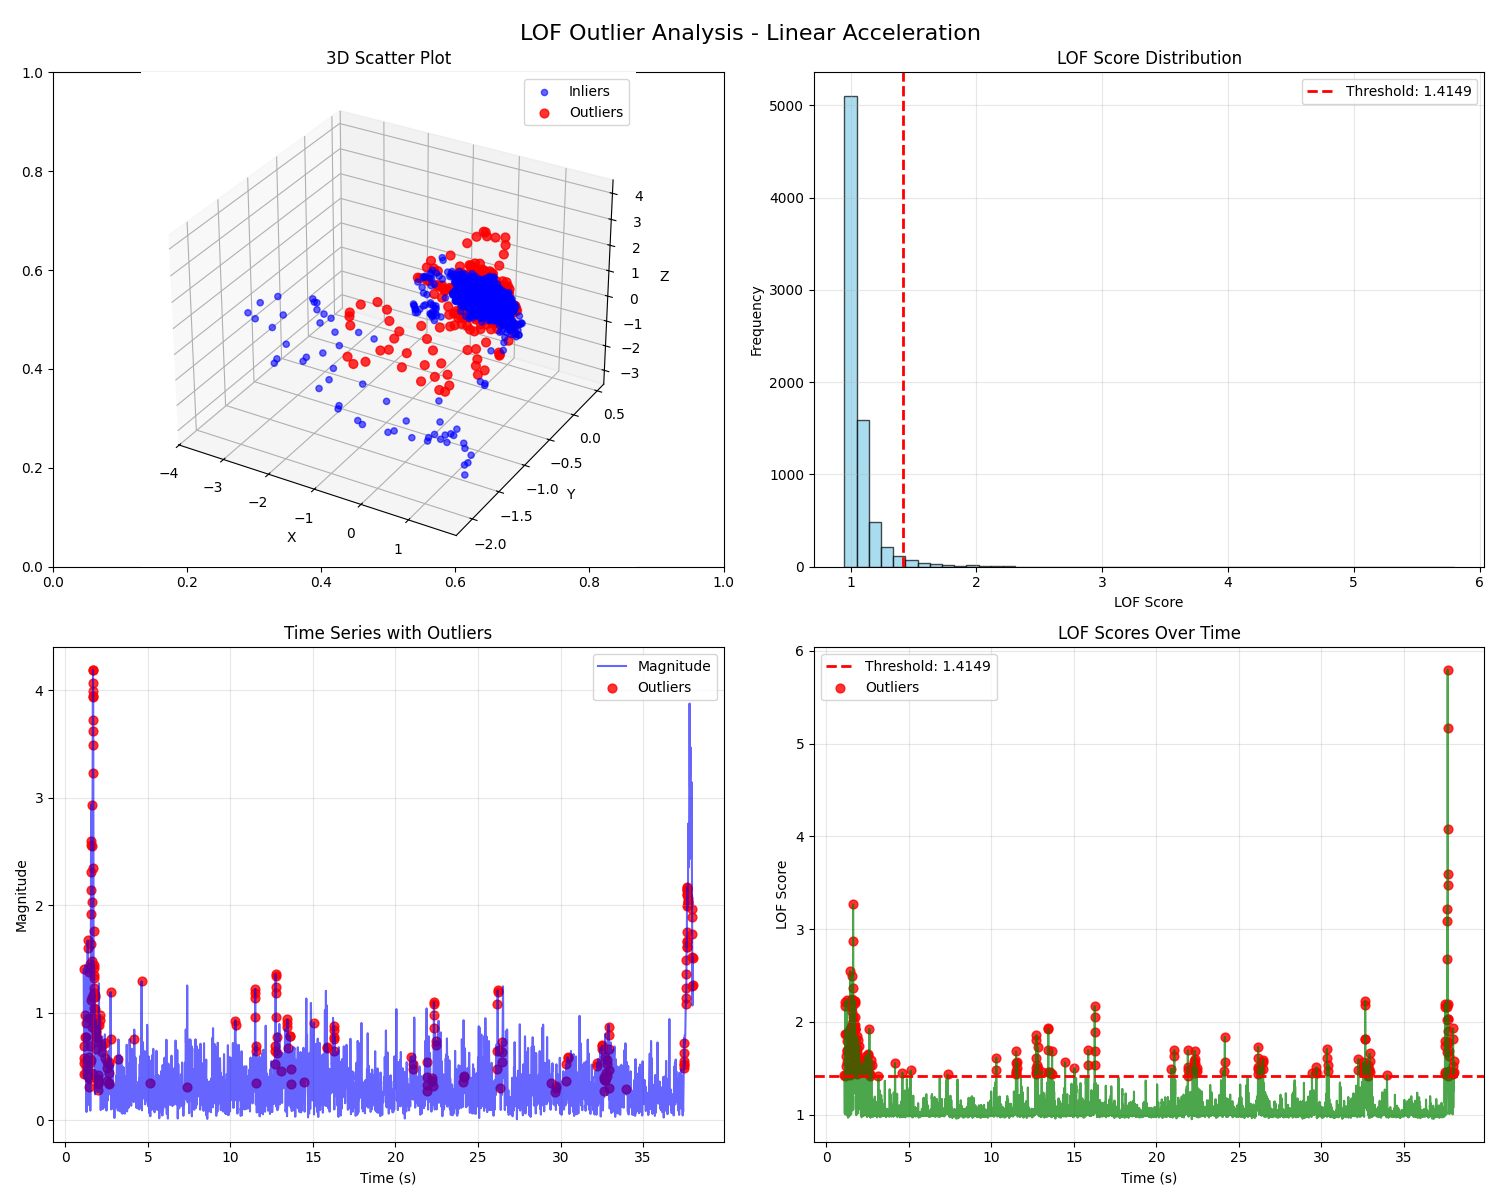 LOF Outlier Analysis - Linear Acceleration
3D Scatter Plot
Inliers
Outliers
1.0
0.8
0.6
0.4
0.2
0.0
0.0 0.2 0.4 0.6 0.8 1.0
4
3
2
1
0
−1
−2
−3
Z
0.5
0.0
−0.5
−1.0
−1.5
−2.0
Y
−4
−3
−2
−1
0
1
X
LOF Score Distribution
Threshold: 1.4149
5000
4000
3000
2000
1000
0
Frequency
1 2 3 4 5 6
LOF Score
Time Series with Outliers
Magnitude
Outliers
4
3
2
1
0
Magnitude
0 5 10 15 20 25 30 35
Time (s)
LOF Scores Over Time
Threshold: 1.4149
Outliers
6
5
4
3
2
1
LOF Score
0 5 10 15 20 25 30 35
Time (s)